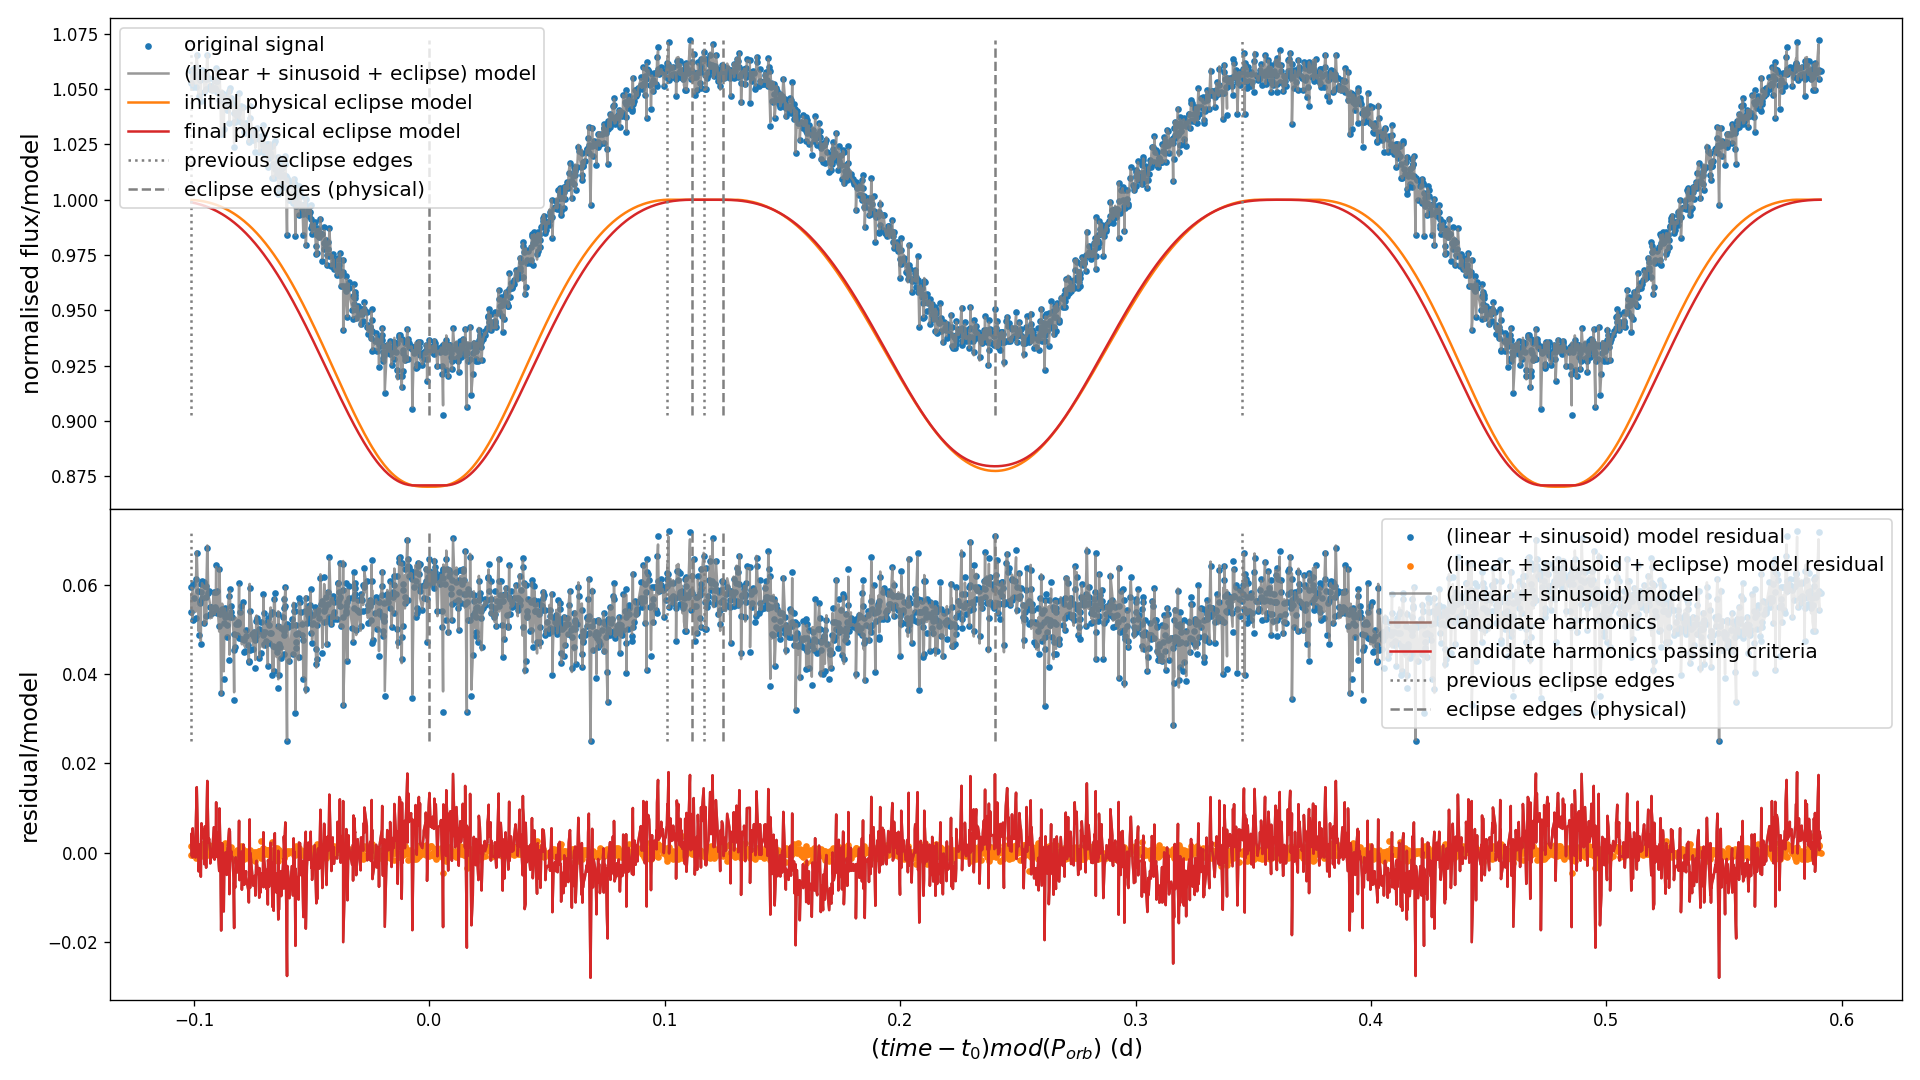 normalised flux/model
1.075
1.050
1.025
1.000
0.975
0.950
0.925
0.900
0.875
original signal
(linear + sinusoid + eclipse) model
initial physical eclipse model
final physical eclipse model
previous eclipse edges
eclipse edges (physical)
residual/model
0.06
0.04
0.02
0.00
−0.02
(linear + sinusoid) model residual
(linear + sinusoid + eclipse) model residual
(linear + sinusoid) model
candidate harmonics
candidate harmonics passing criteria
previous eclipse edges
eclipse edges (physical)
−0.1 0.0 0.1 0.2 0.3 0.4 0.5 0.6
(time − t₀)mod(P_orb) (d)